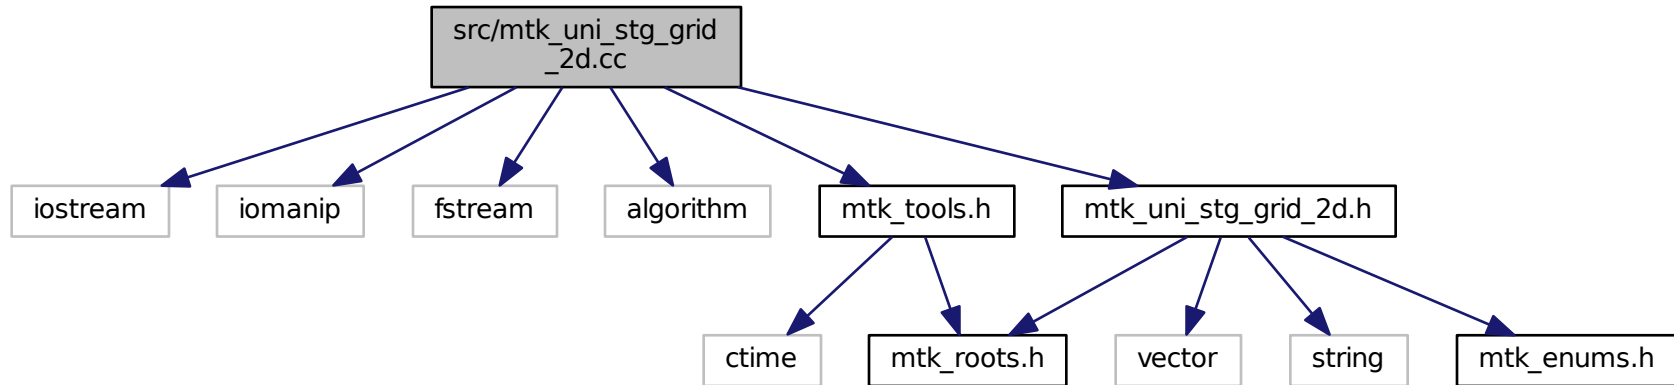 src/mtk_uni_stg_grid
_2d.cc
iostream
iomanip
fstream
algorithm
mtk_tools.h
mtk_uni_stg_grid_2d.h
ctime
mtk_roots.h
vector
string
mtk_enums.h